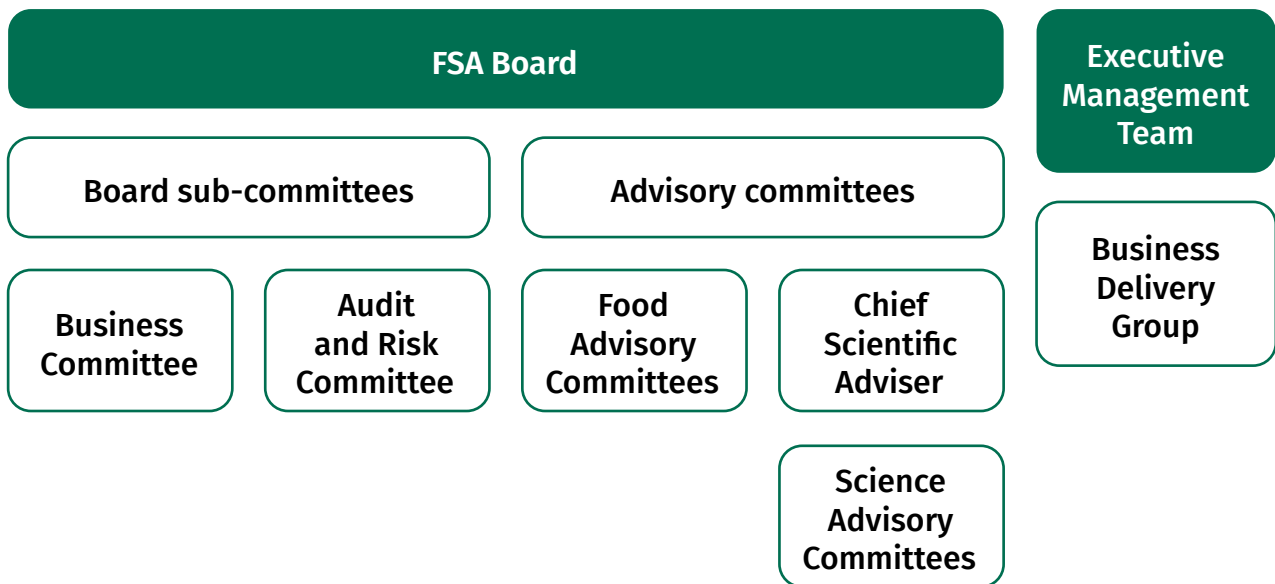 FSA Board
Executive
Management
Team
Board sub-committees
Advisory committees
Business
Delivery
Group
Business
Committee
Audit
and Risk
Committee
Food
Advisory
Committees
Chief
Scientific
Adviser
Science
Advisory
Committees